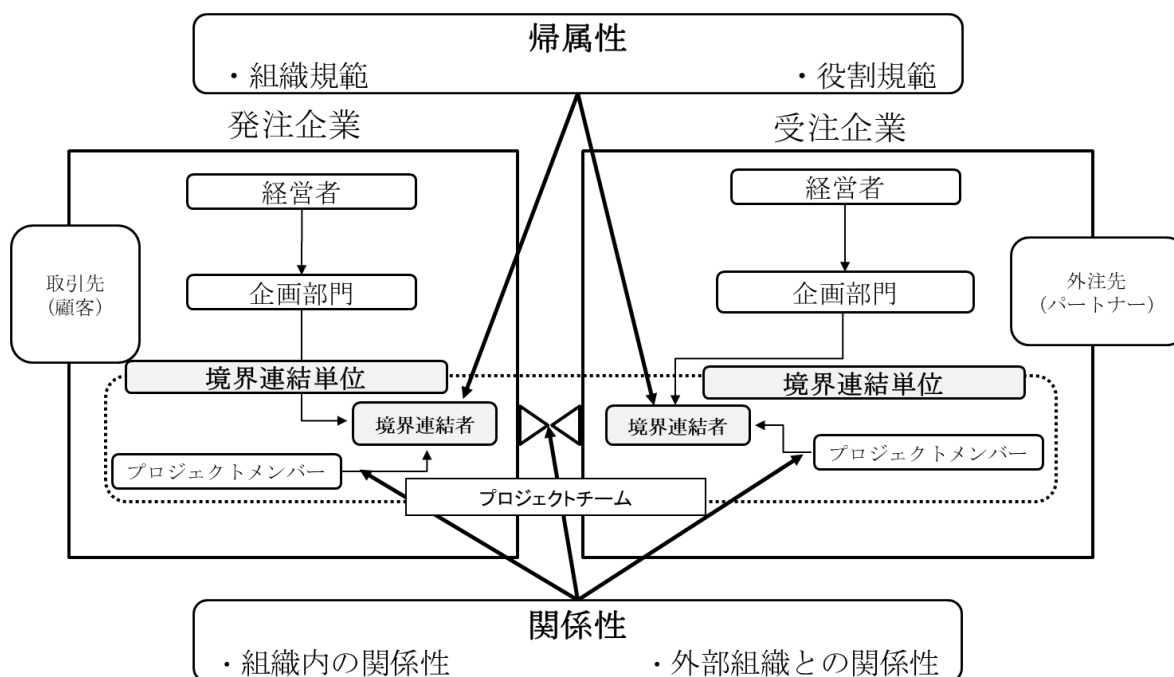 帰属性
・組織規範
・役割規範
発注企業
受注企業
経営者
経営者
取引先
(顧客)
企画部門
企画部門
外注先
(パートナー)
境界連結単位
境界連結単位
境界連結者
境界連結者
プロジェクトメンバー
プロジェクトメンバー
プロジェクトチーム
関係性
・組織内の関係性
・外部組織との関係性